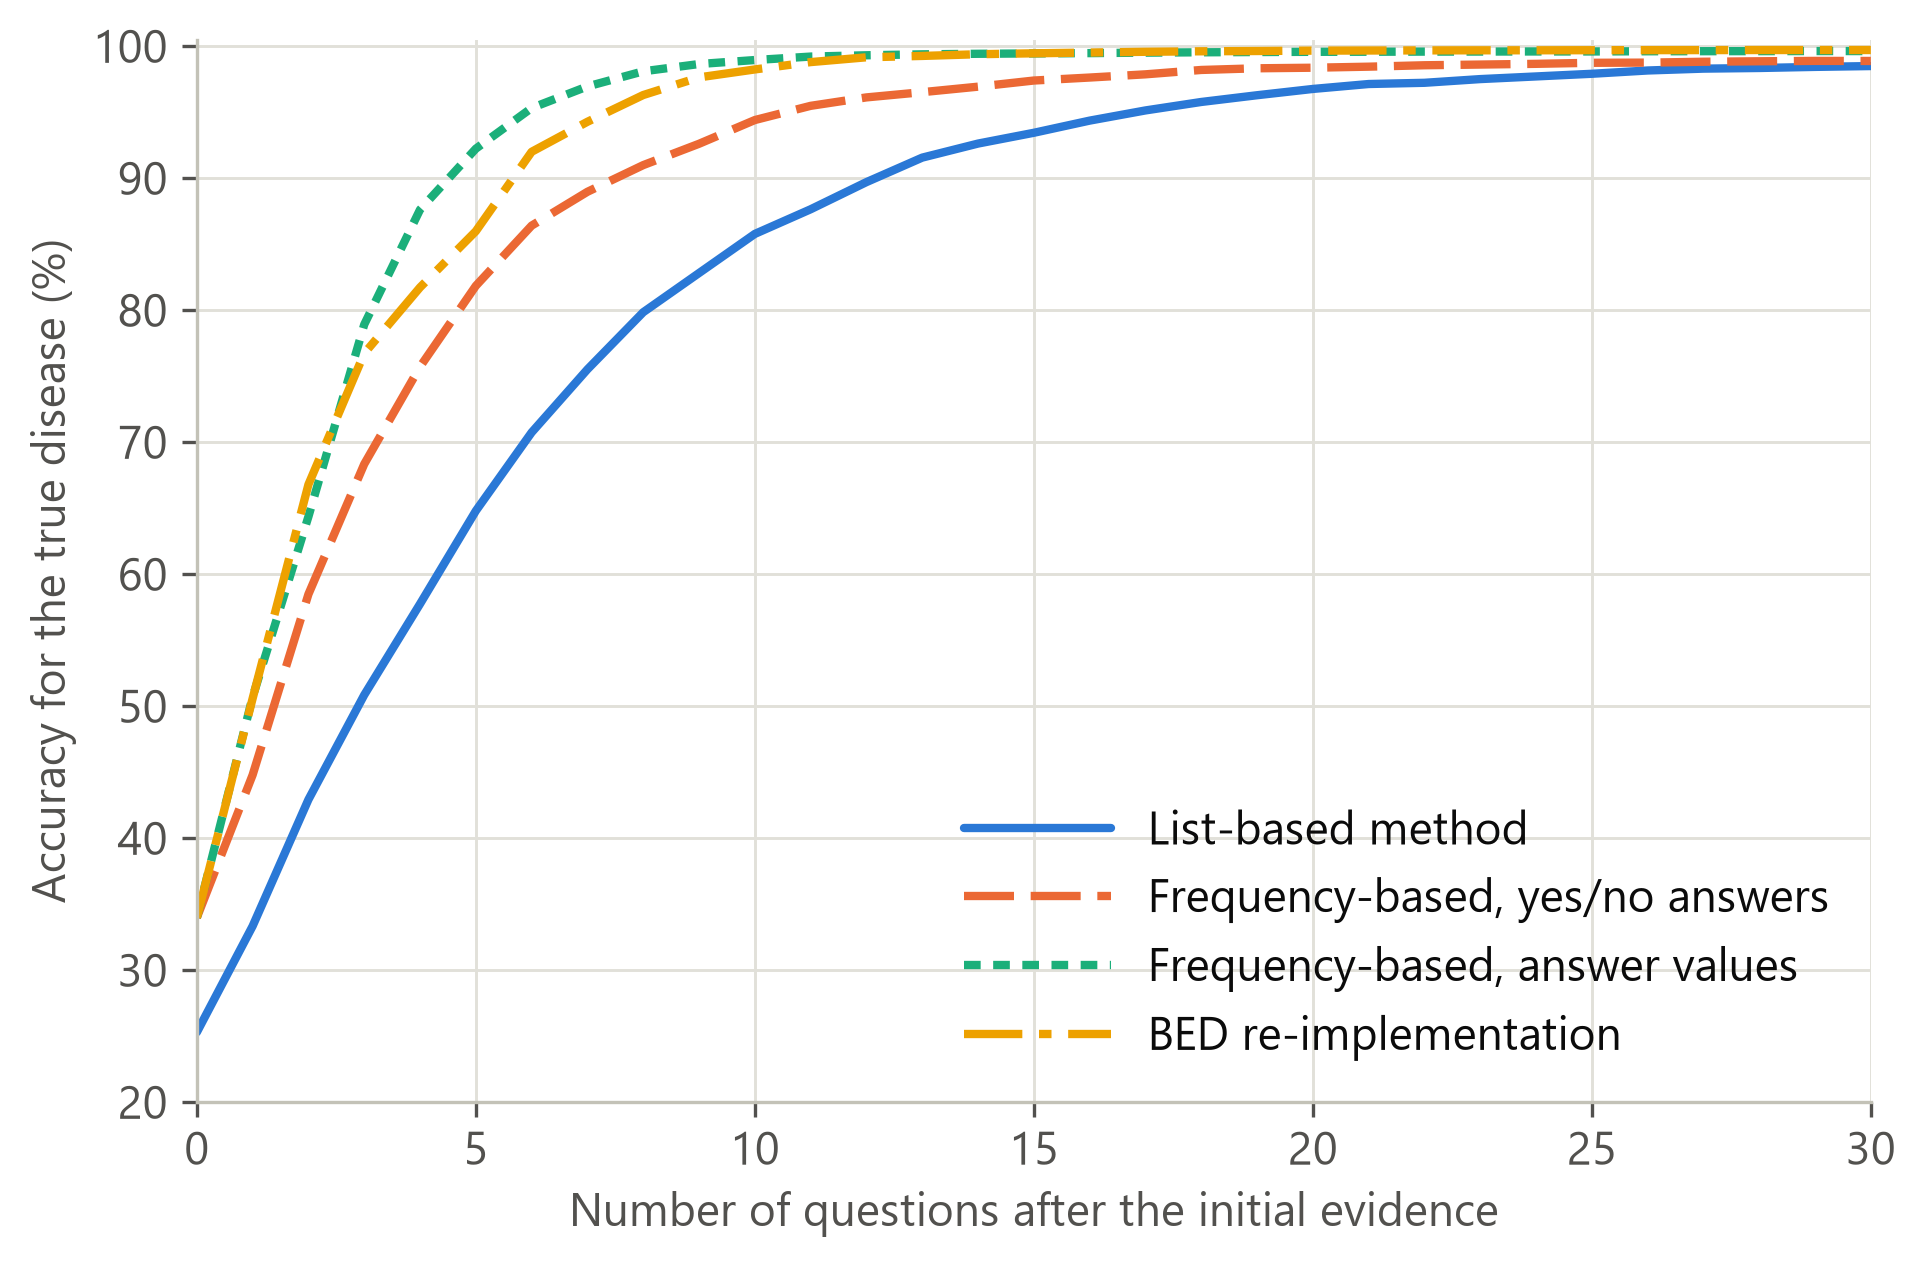 Accuracy for the true disease (%)
100
90
80
70
60
50
40
30
20
0 5 10 15 20 25 30
Number of questions after the initial evidence
List-based method
Frequency-based, yes/no answers
Frequency-based, answer values
BED re-implementation